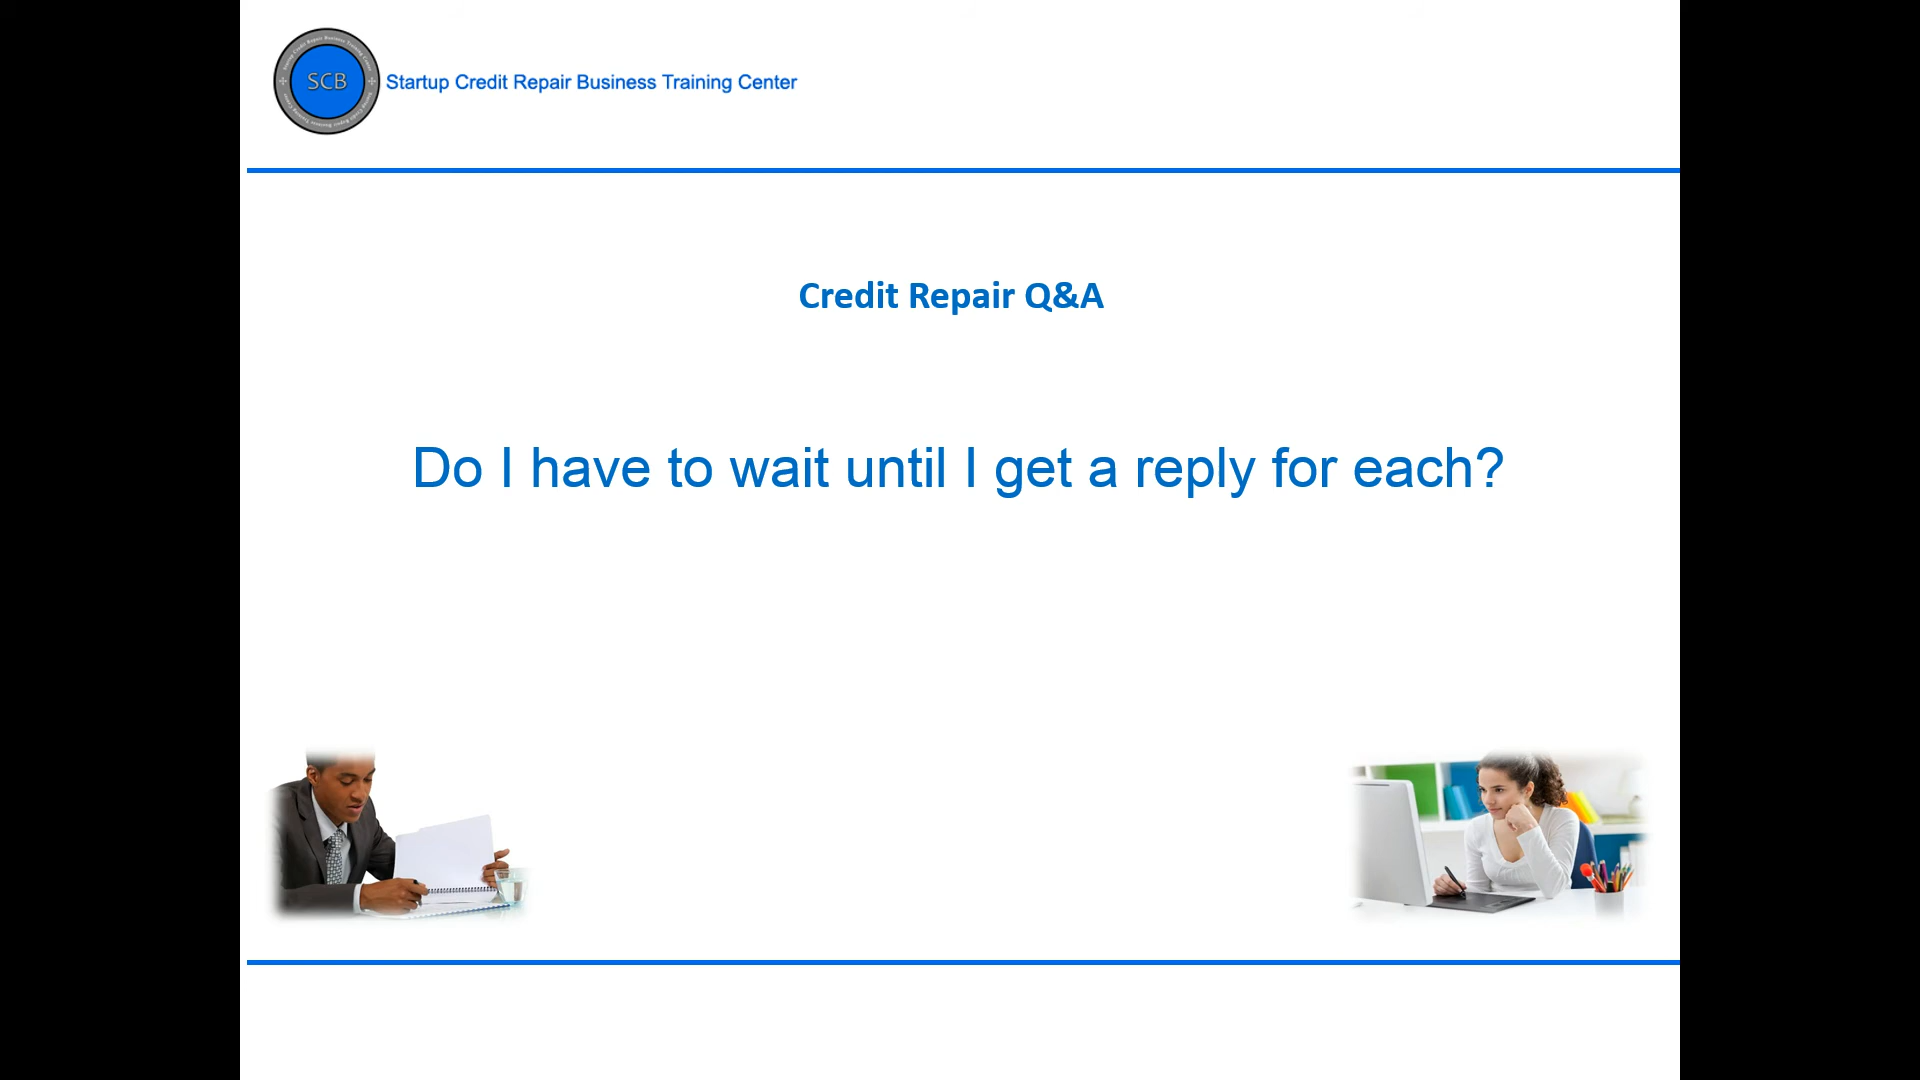 SCB
Startup Credit Repair Business Training Center
Credit Repair Q&A
Do I have to wait until I get a reply for each?